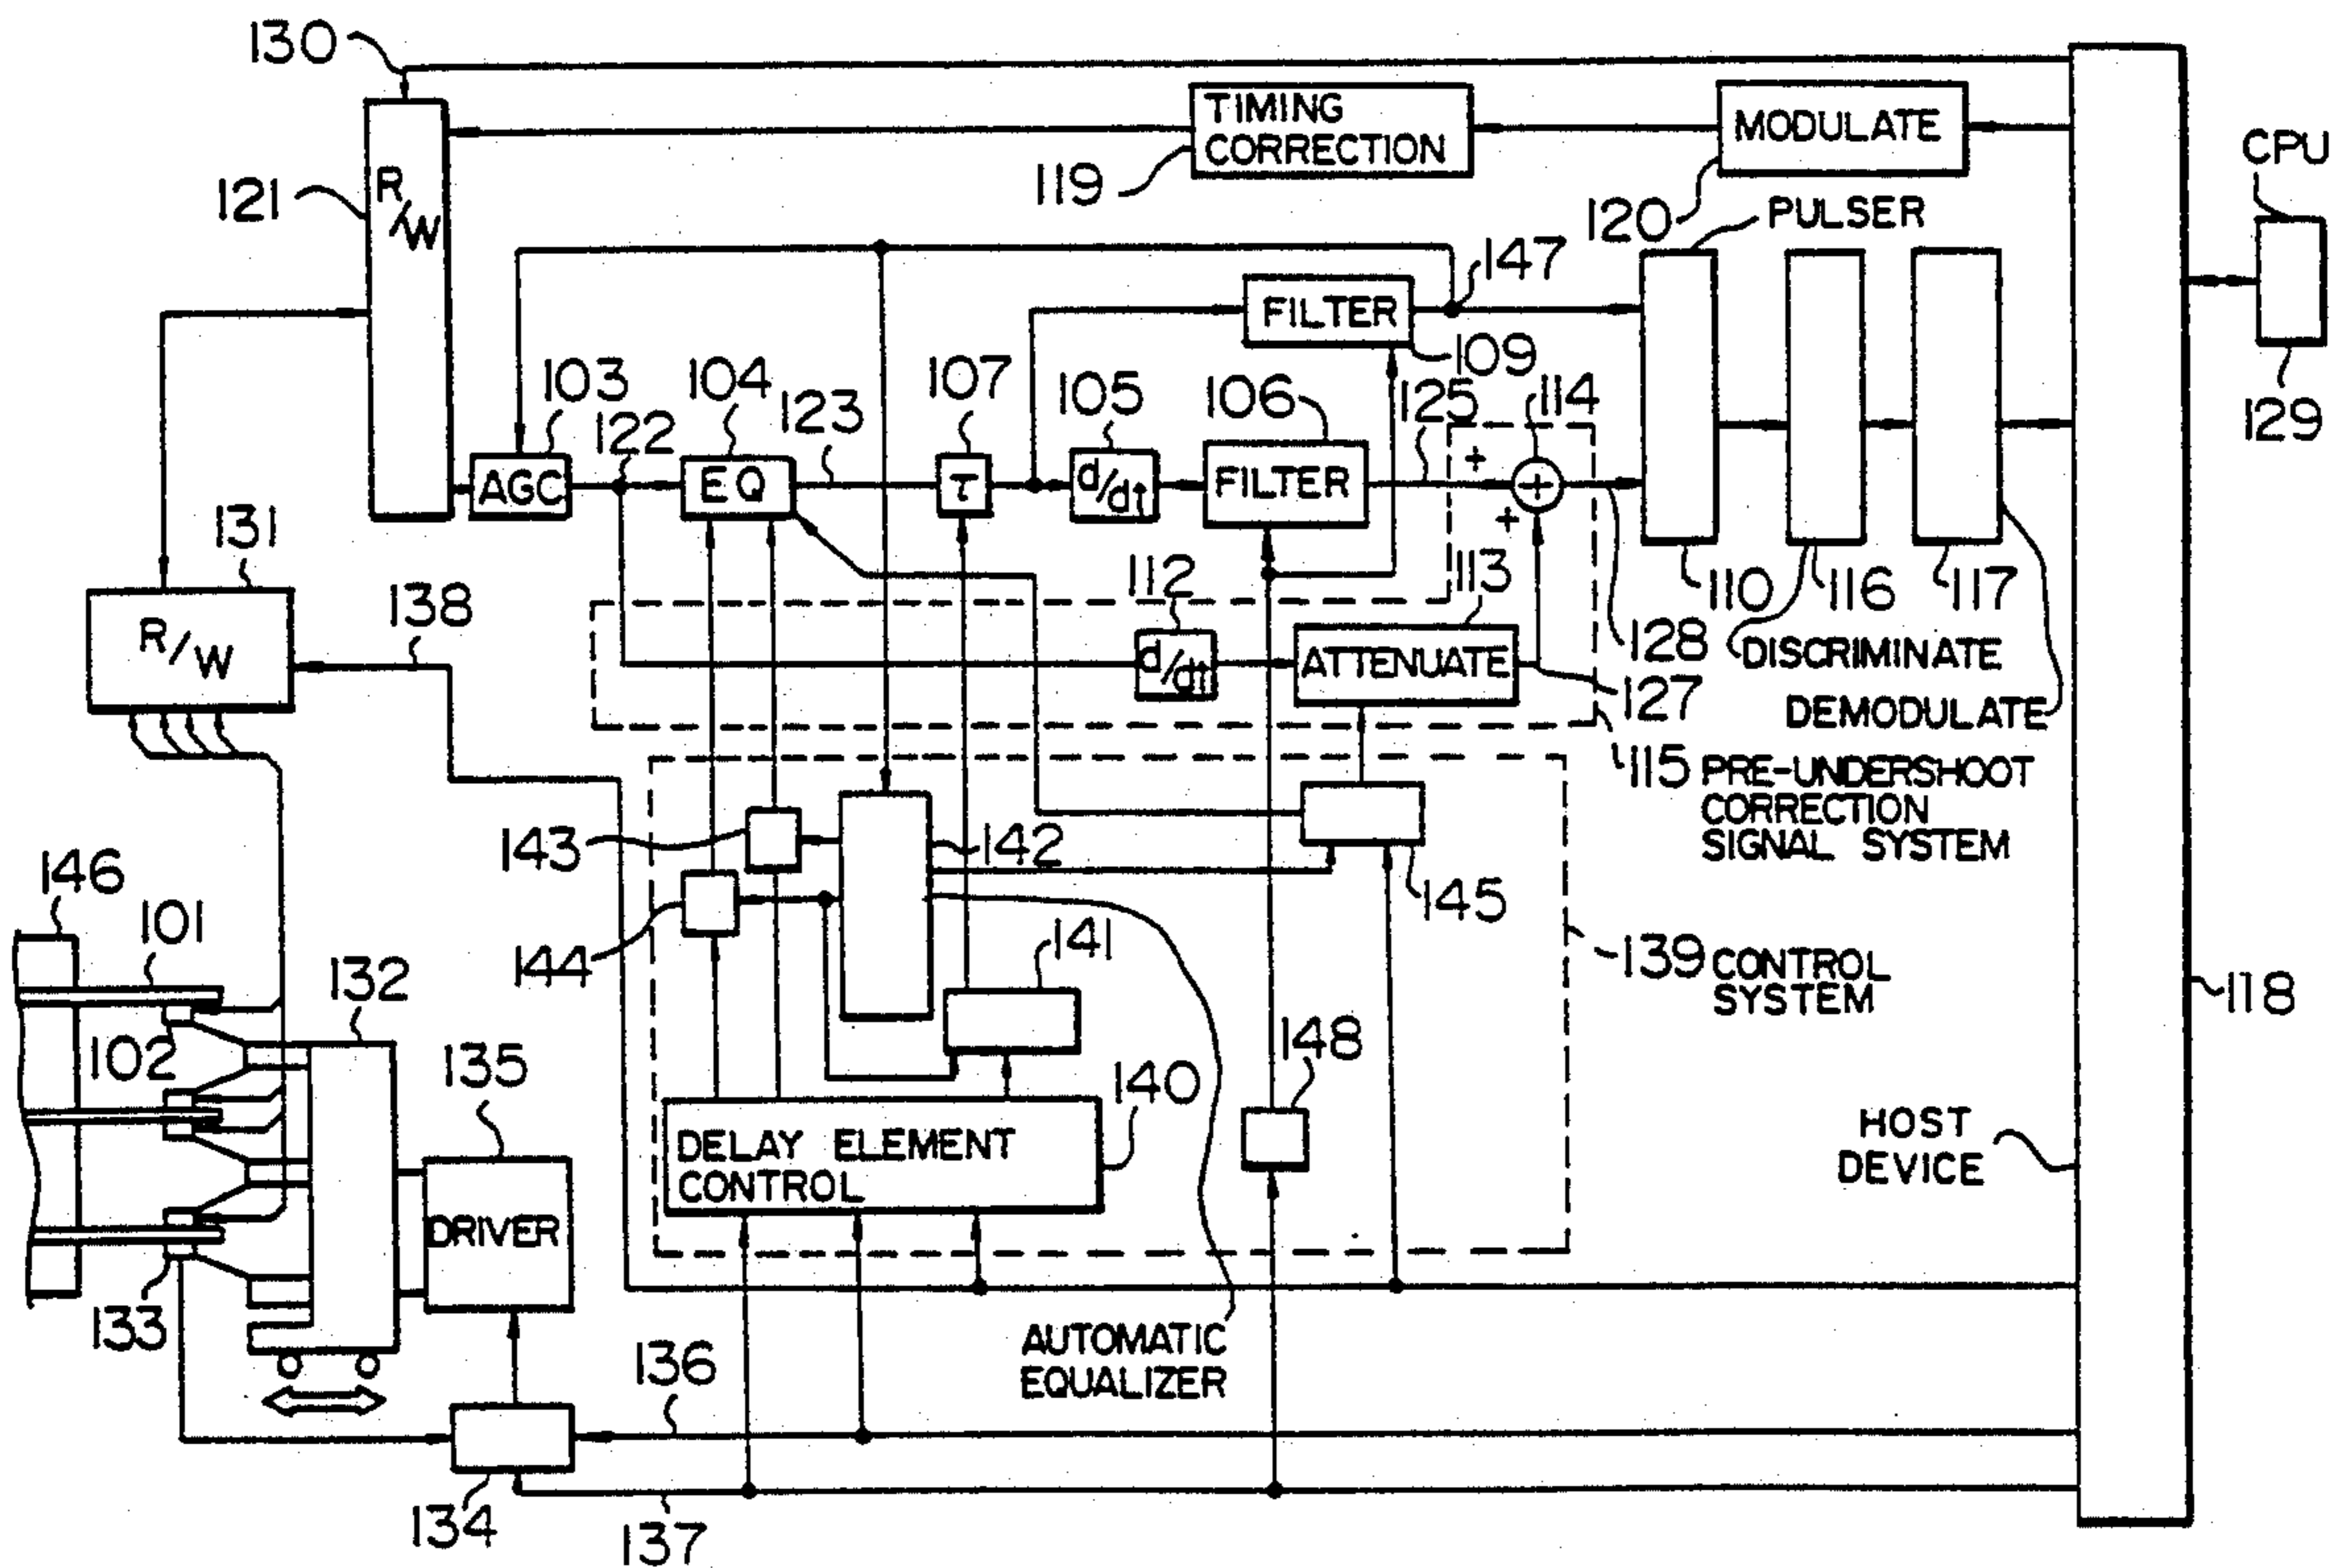 130
TIMING
CORRECTION
119
MODULATE
120
CPU
129
121
R/W
PULSER
147
FILTER
109
103
104
123
107
105
106
125
114
122
AGC
EQ
τ
d/dt
FILTER
+
+
+
131
138
112
113
110
116
117
R/W
128
DISCRIMINATE
d/dt
ATTENUATE
127
DEMODULATE
115 PRE-UNDERSHOOT
CORRECTION
SIGNAL SYSTEM
143
142
146
101
144
145
141
139 CONTROL
SYSTEM
118
132
102
148
135
140
DELAY ELEMENT
CONTROL
HOST
DEVICE
DRIVER
133
AUTOMATIC
EQUALIZER
136
134
137